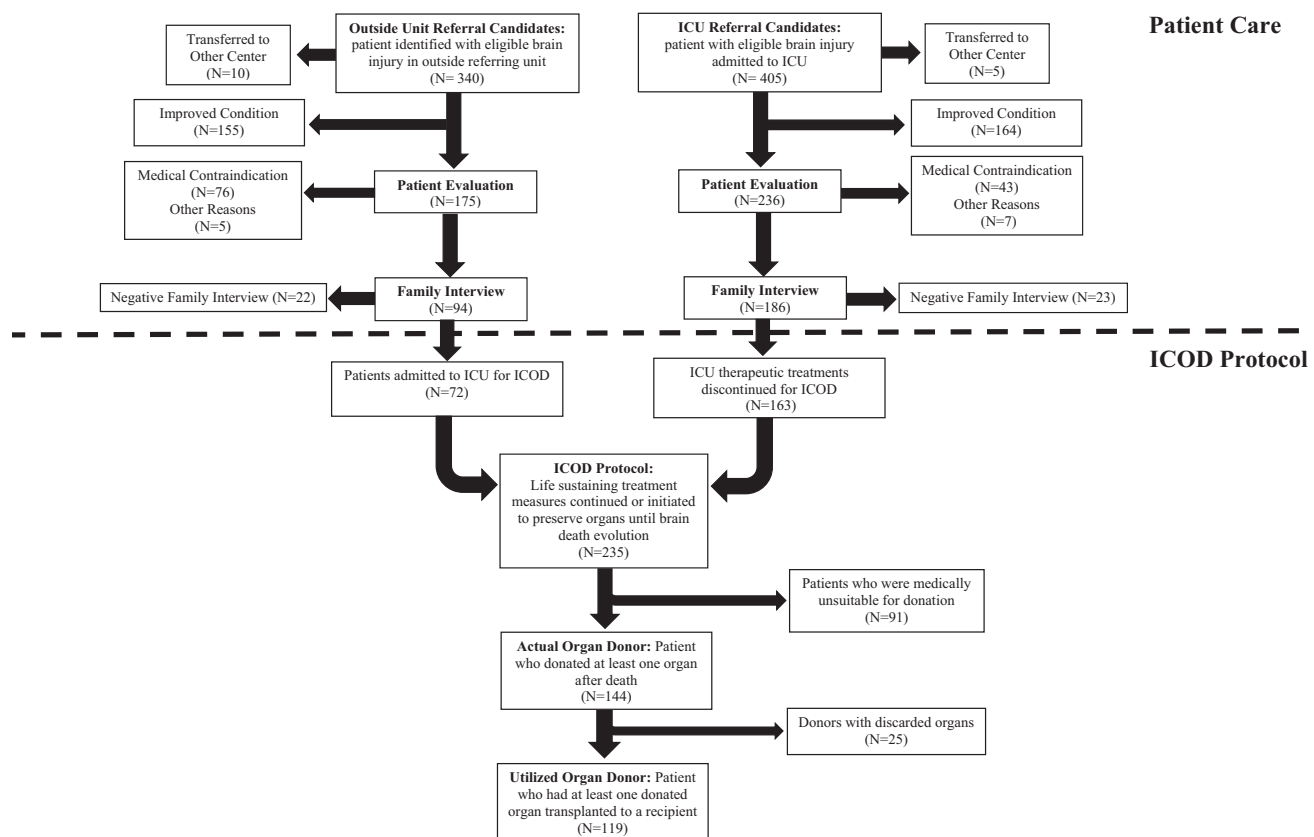 Patient Care
Outside Unit Referral Candidates:
patient identified with eligible brain
injury in outside referring unit
(N= 340)
ICU Referral Candidates:
patient with eligible brain injury
admitted to ICU
(N= 405)
Transferred to
Other Center
(N=10)
Transferred to
Other Center
(N=5)
Improved Condition
(N=155)
Improved Condition
(N=164)
Medical Contraindication
(N=76)
Other Reasons
(N=5)
Patient Evaluation
(N=175)
Patient Evaluation
(N=236)
Medical Contraindication
(N=43)
Other Reasons
(N=7)
Negative Family Interview (N=22)
Family Interview
(N=94)
Family Interview
(N=186)
Negative Family Interview (N=23)
ICOD Protocol
Patients admitted to ICU for ICOD
(N=72)
ICU therapeutic treatments
discontinued for ICOD
(N=163)
ICOD Protocol:
Life sustaining treatment
measures continued or initiated
to preserve organs until brain
death evolution
(N=235)
Patients who were medically
unsuitable for donation
(N=91)
Actual Organ Donor: Patient
who donated at least one organ
after death
(N=144)
Donors with discarded organs
(N=25)
Utilized Organ Donor: Patient
who had at least one donated
organ transplanted to a recipient
(N=119)